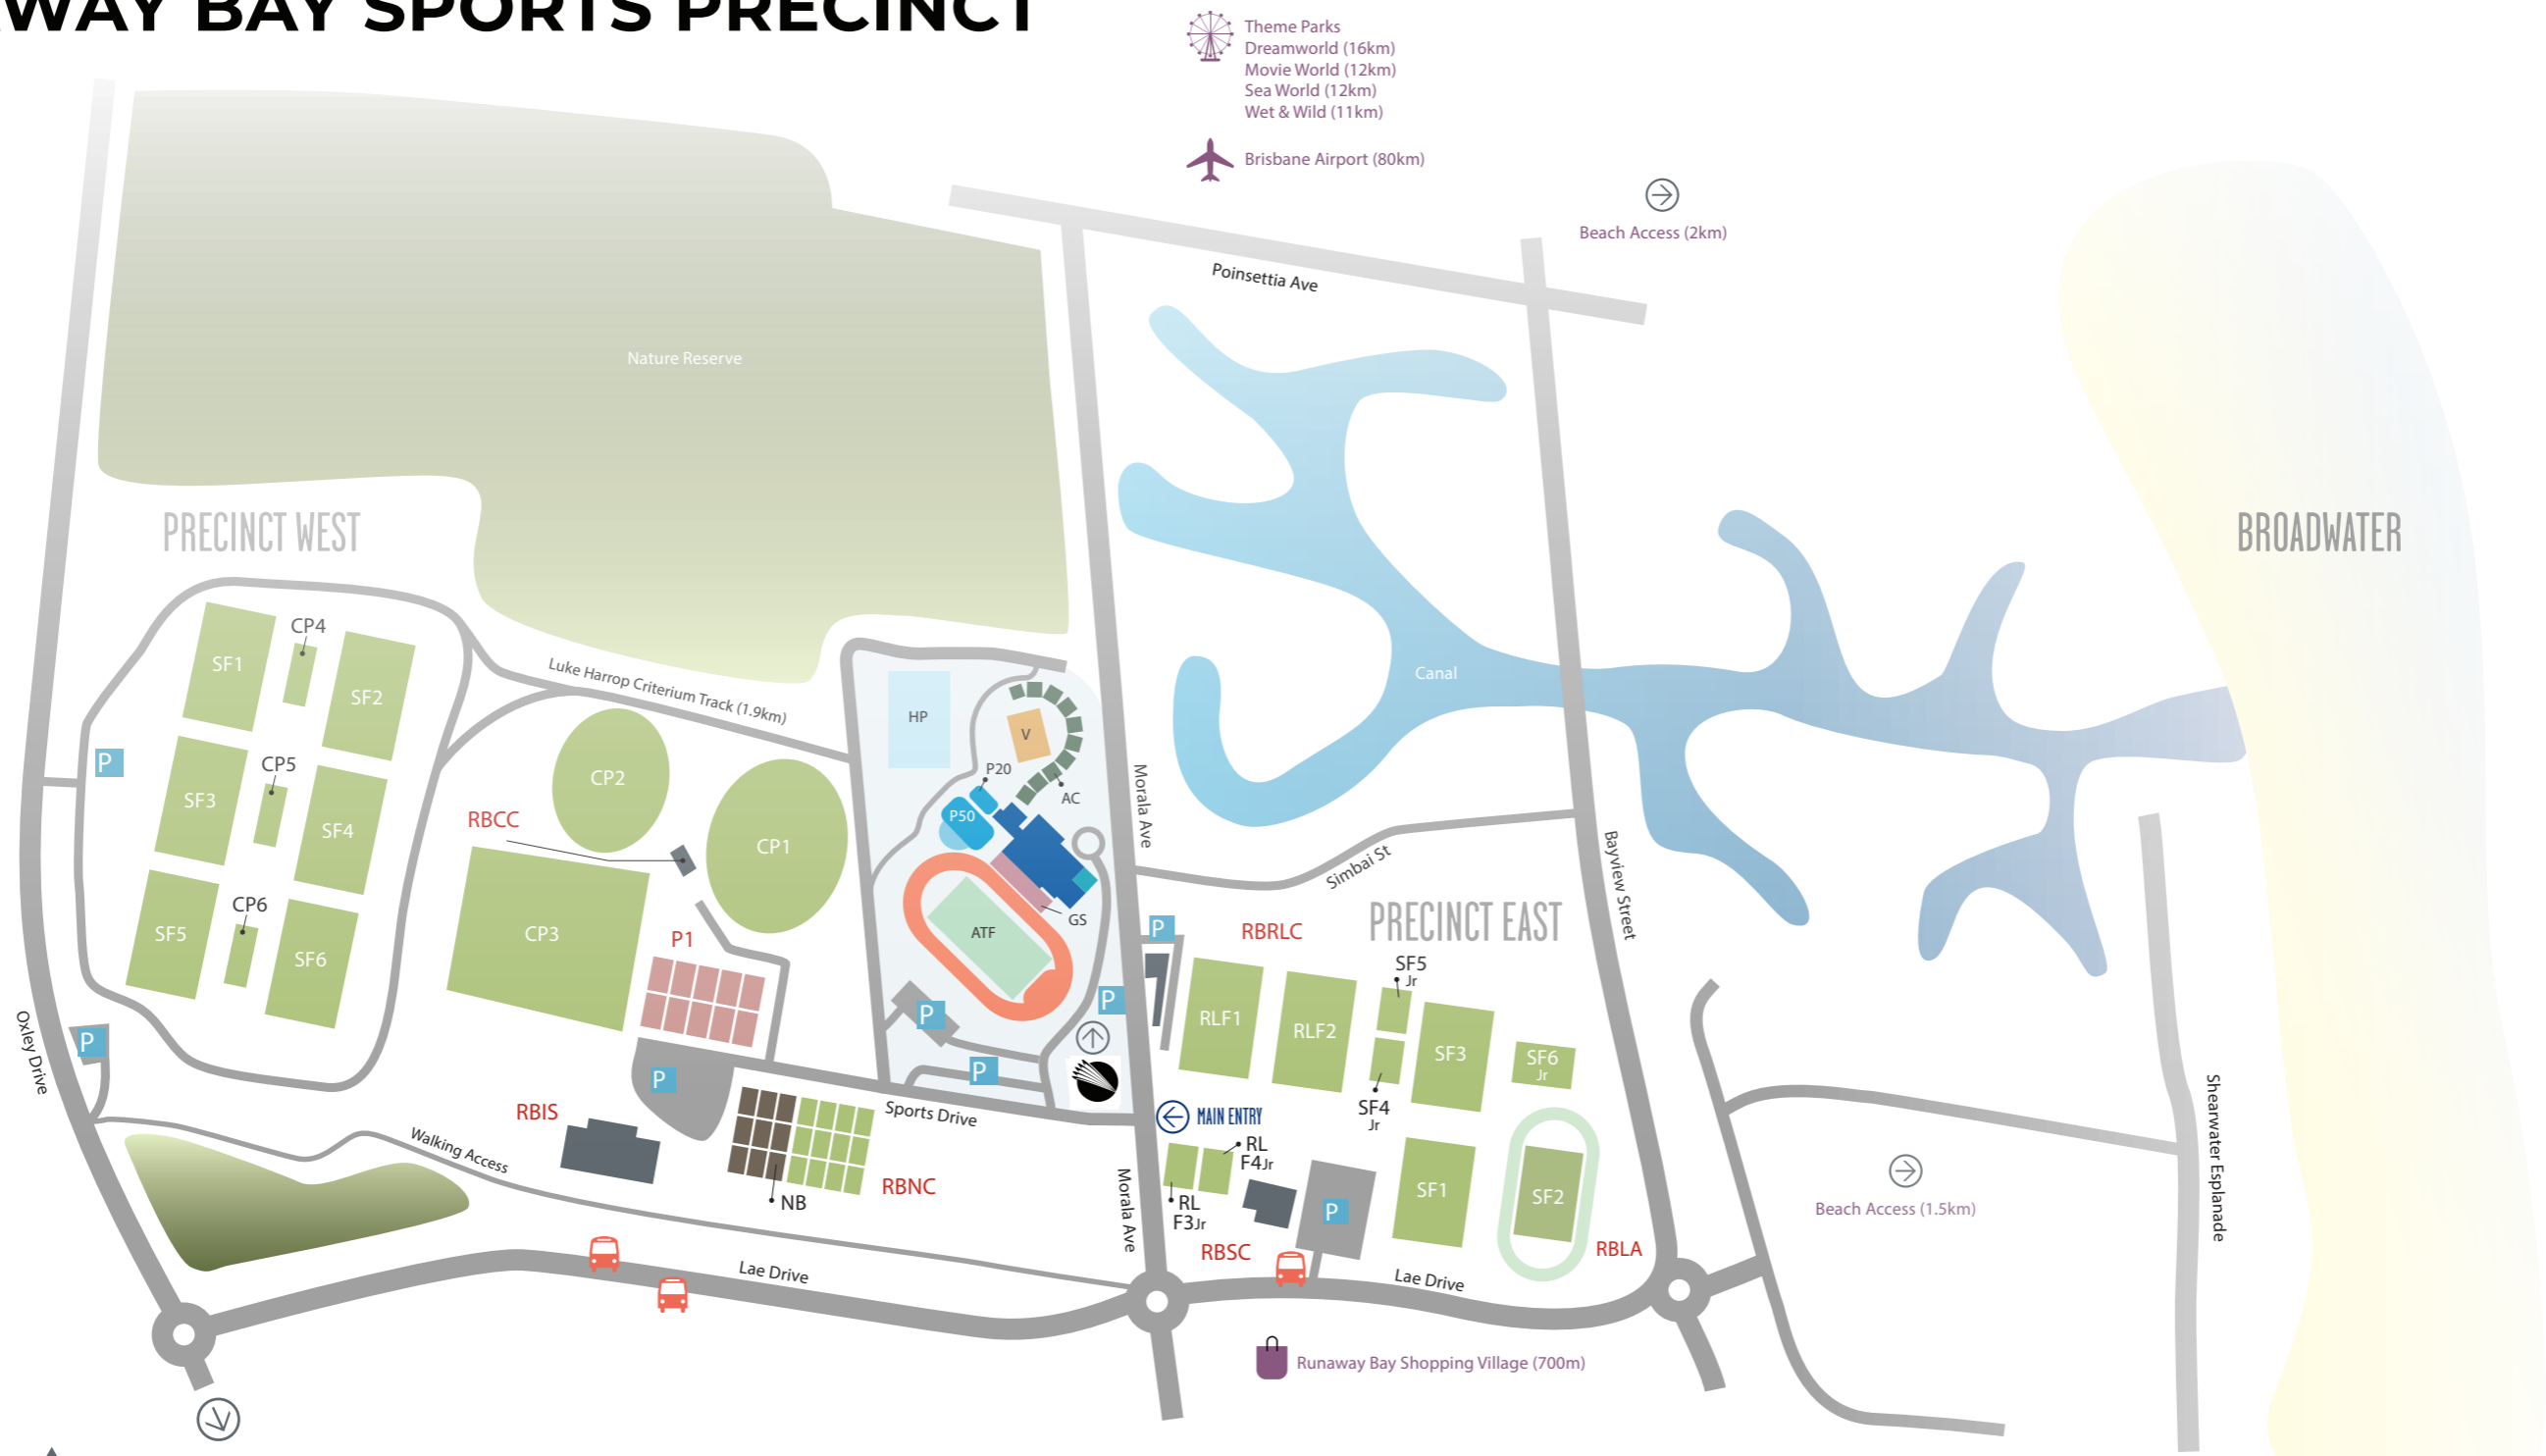 WAY BAY SPORTS PRECINCT
Theme Parks
Dreamworld (16km)
Movie World (12km)
Sea World (12km)
Wet & Wild (11km)
Brisbane Airport (80km)
Beach Access (2km)
Poinsettia Ave
Nature Reserve
PRECINCT WEST
BROADWATER
CP4
SF1
SF2
Luke Harrop Criterium Track (1.9km)
Canal
HP
V
P
CP5
SF3
SF4
CP2
P20
AC
Morala Ave
P50
RBCC
CP1
Simbai St
Bayview Street
CP6
SF5
SF6
CP3
P1
ATF
GS
P
RBRLC
PRECINCT EAST
SF5
Jr
RLF1
RLF2
SF3
SF6
Jr
SF4
Jr
P
P
P
P
P
Oxley Drive
RBIS
Sports Drive
MAIN ENTRY
Walking Access
NB
RBNC
RL
F4Jr
RL
F3Jr
Morala Ave
P
SF1
SF2
RBSC
RBLA
Shearwater Esplanade
Beach Access (1.5km)
Lae Drive
Lae Drive
Runaway Bay Shopping Village (700m)